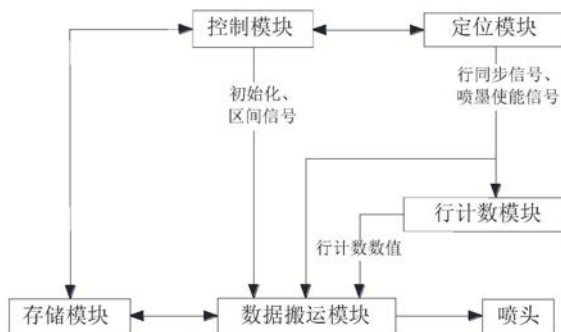 控制模块
定位模块
初始化、
区间信号
行同步信号、
喷墨使能信号
行计数模块
行计数数值
存储模块
数据搬运模块
喷头